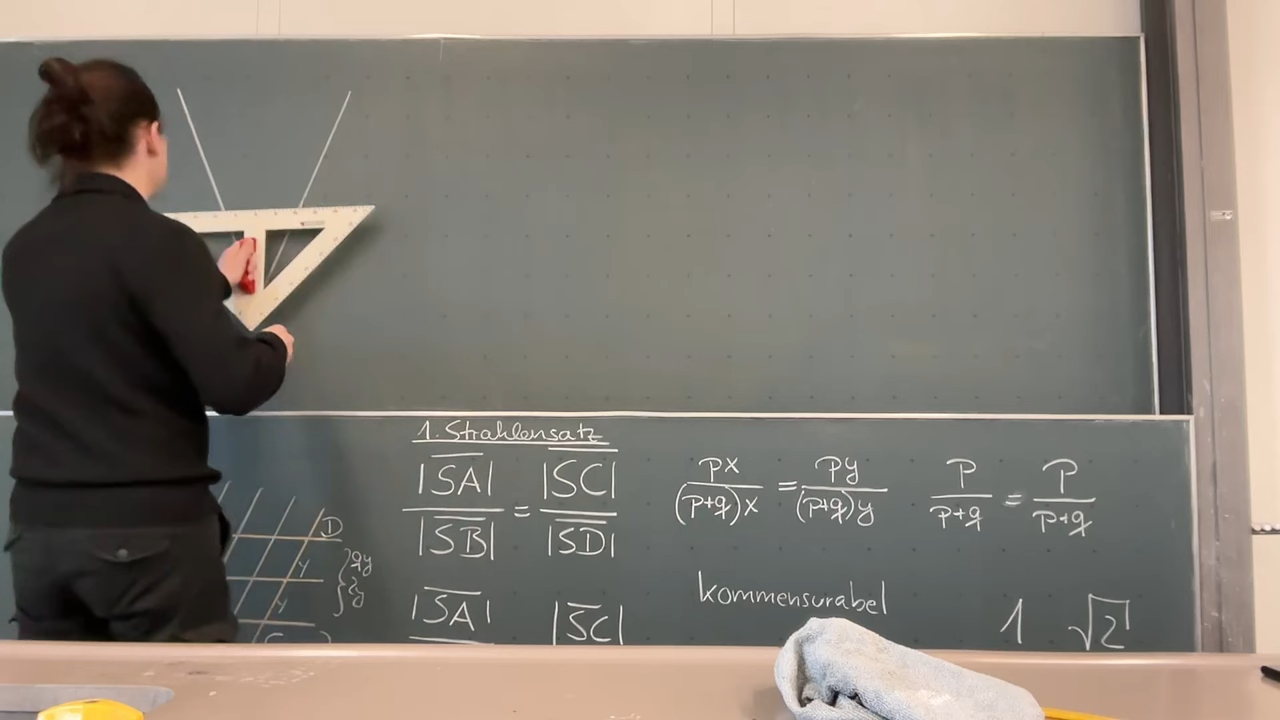 1. Strahlensatz
|SA|/|SB| = |SC|/|SD|
px/(p+q)x = py/(p+q)y
p/p+q = p/p+q
D
y
y
qy
kommensurabel
|SA| |SC|
1 √2